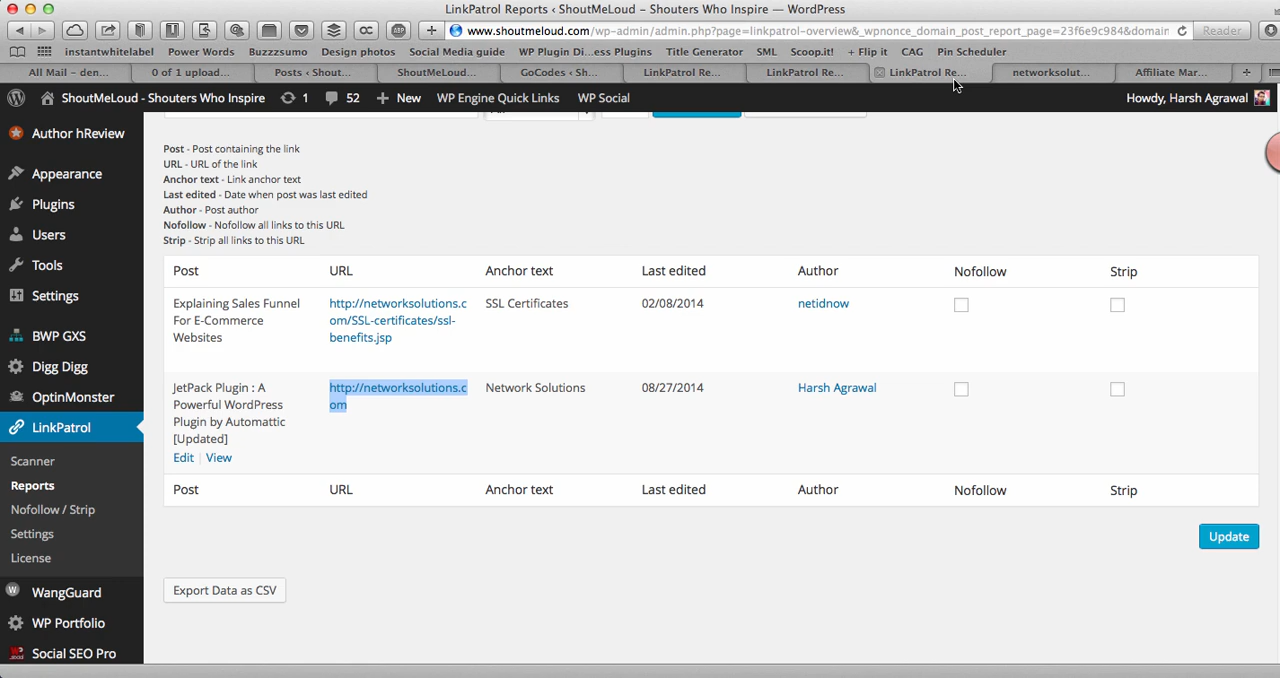 LinkPatrol Reports ‹ ShoutMeLoud – Shouters Who Inspire — WordPress
www.shoutmeloud.com/wp-admin/admin.php?page=linkpatrol-overview&_wpnonce_domain_post_report_page=23f6e9c984&domain
Reader
instantwhitelabel Power Words Buzzzsumo Design photos Social Media guide WP Plugin Di...ess Plugins Title Generator SML Scoop.it! + Flip it CAG Pin Scheduler
All Mail – den... 0 of 1 upload... Posts ‹ Shout... ShoutMeLoud... GoCodes ‹ Sh... LinkPatrol Re... LinkPatrol Re... LinkPatrol Re... networksolut... Affiliate Mar...
ShoutMeLoud - Shouters Who Inspire 1 52 + New WP Engine Quick Links WP Social Howdy, Harsh Agrawal
Author hReview
Appearance
Plugins
Users
Tools
Settings
BWP GXS
Digg Digg
OptinMonster
LinkPatrol
Scanner
Reports
Nofollow / Strip
Settings
License
WangGuard
WP Portfolio
Social SEO Pro
Post - Post containing the link
URL - URL of the link
Anchor text - Link anchor text
Last edited - Date when post was last edited
Author - Post author
Nofollow - Nofollow all links to this URL
Strip - Strip all links to this URL
Post URL Anchor text Last edited Author Nofollow Strip
Explaining Sales Funnel http://networksolutions.c SSL Certificates 02/08/2014 netidnow
For E-Commerce om/SSL-certificates/ssl-
Websites benefits.jsp
JetPack Plugin : A http://networksolutions.c Network Solutions 08/27/2014 Harsh Agrawal
Powerful WordPress om
Plugin by Automattic
[Updated]
Edit | View
Post URL Anchor text Last edited Author Nofollow Strip
Update
Export Data as CSV